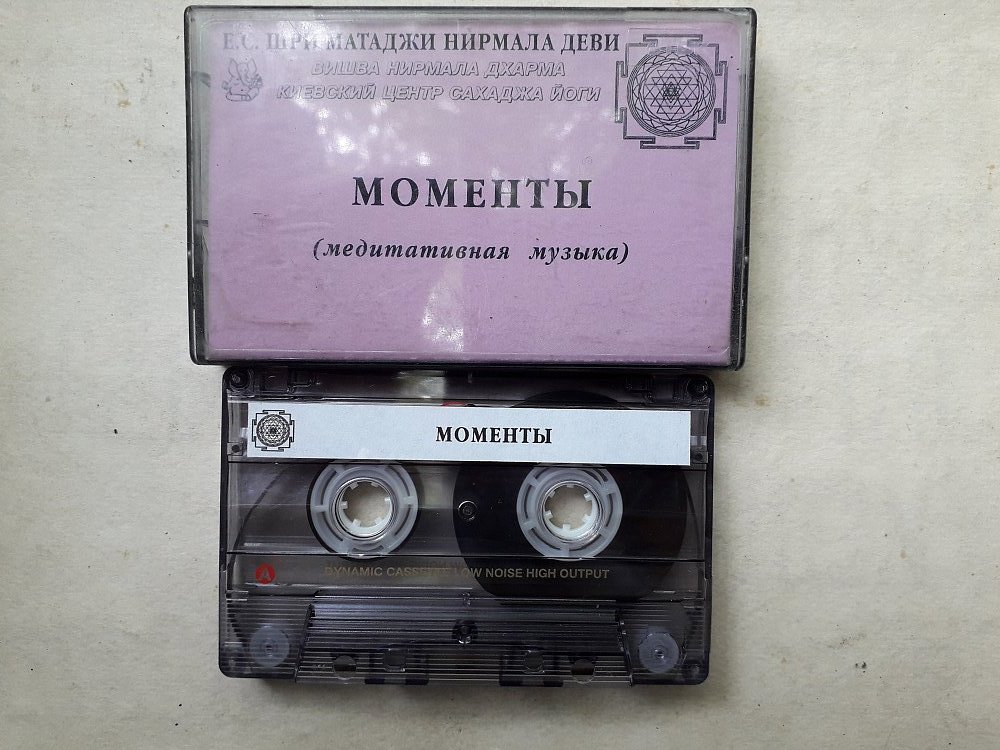 Е.С. ШРИ МАТАДЖИ НИРМАЛА ДЕВИ
ВИШВА НИРМАЛА ДХАРМА
КИЕВСКИЙ ЦЕНТР САХАДЖА ЙОГИ
МОМЕНТЫ
(медитативная музыка)
МОМЕНТЫ
A
DYNAMIC CASSETTE LOW NOISE HIGH OUTPUT